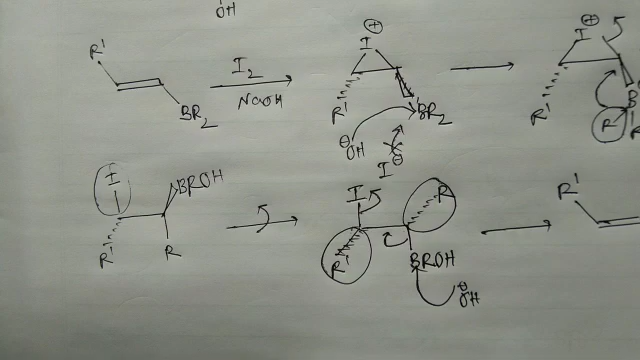 OH
R' I2 I⊕ I⊕
NaOH
BR2 R' BR2 R' B
⊖OH R R
I⊖
I BROH I R R'
R' R R' BROH
⊖OH